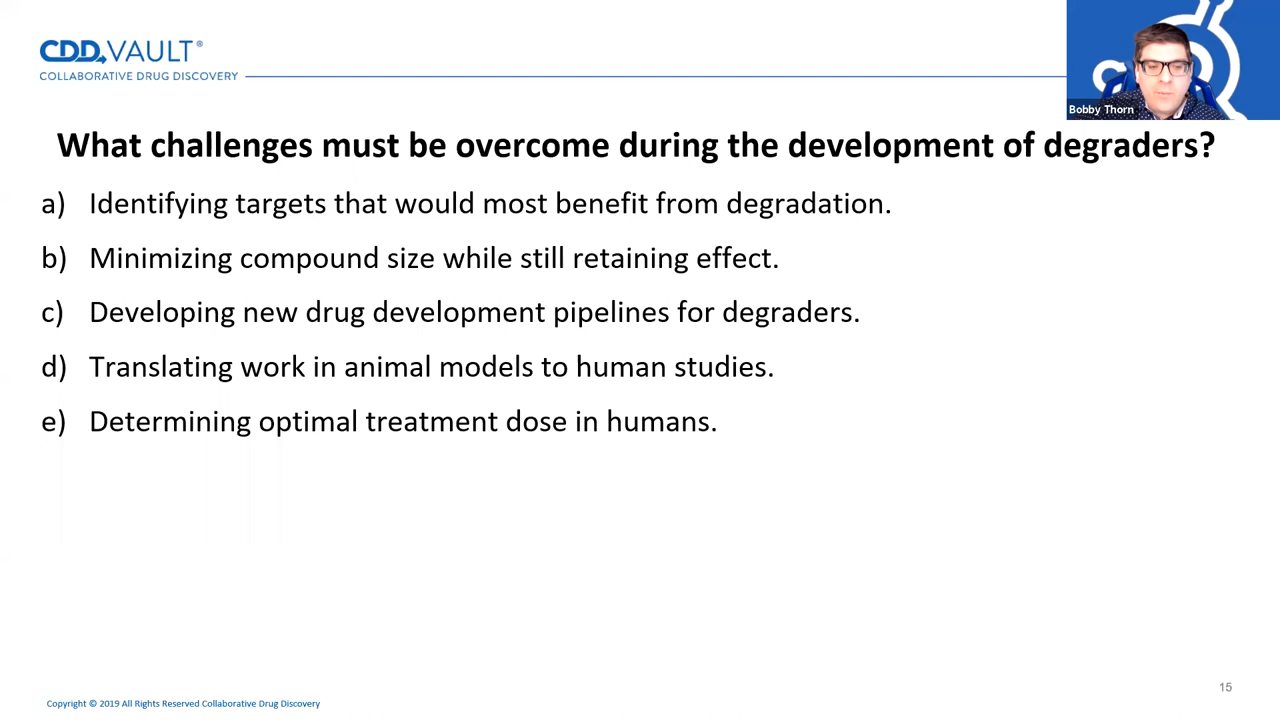 CDD VAULT®
COLLABORATIVE DRUG DISCOVERY
Bobby Thorn
What challenges must be overcome during the development of degraders?
a) Identifying targets that would most benefit from degradation.
b) Minimizing compound size while still retaining effect.
c) Developing new drug development pipelines for degraders.
d) Translating work in animal models to human studies.
e) Determining optimal treatment dose in humans.
15
Copyright © 2019 All Rights Reserved Collaborative Drug Discovery